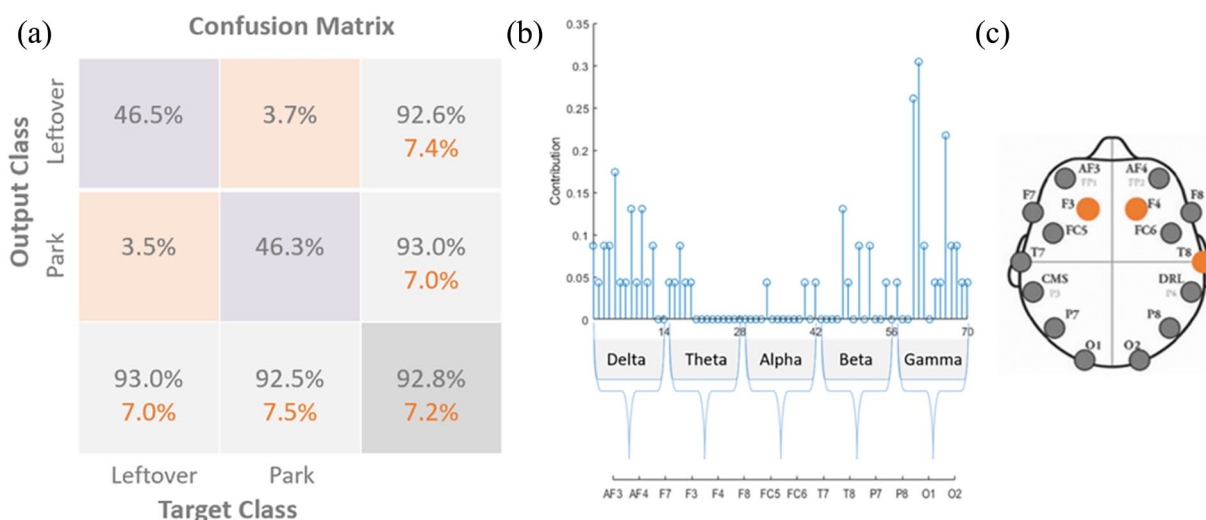 (a)
Confusion Matrix
Output Class
Leftover
46.5%
3.7%
92.6%
7.4%
Park
3.5%
46.3%
93.0%
7.0%
93.0%
7.0%
92.5%
7.5%
92.8%
7.2%
Leftover
Park
Target Class
(b)
Contribution
0.35
0.3
0.25
0.2
0.15
0.1
0.05
0
14
28
42
56
70
Delta
Theta
Alpha
Beta
Gamma
AF3 AF4 F7 F3 F4 F8 FC5 FC6 T7 T8 P7 P8 O1 O2
(c)
AF3
TP1
AF4
TP2
F7
F3
F4
F8
FC5
FC6
T7
T8
CMS
P3
DRL
P4
P7
P8
O1
O2